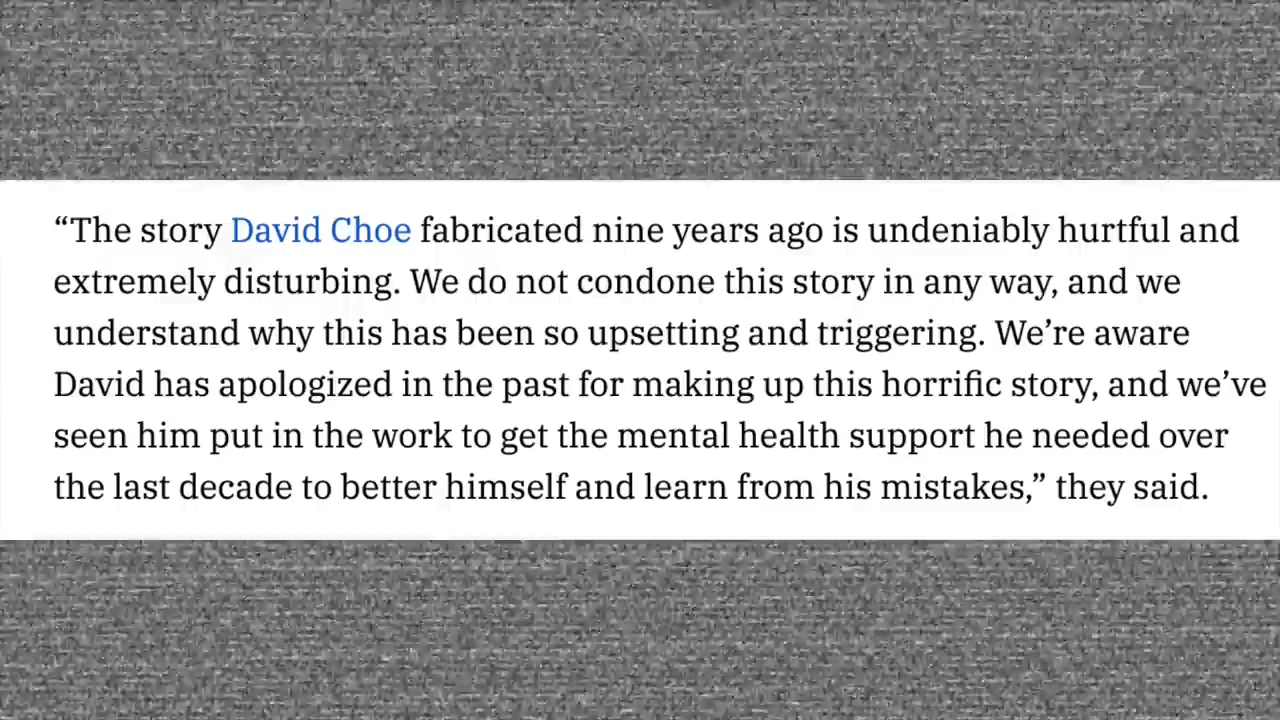 “The story David Choe fabricated nine years ago is undeniably hurtful and
extremely disturbing. We do not condone this story in any way, and we
understand why this has been so upsetting and triggering. We’re aware
David has apologized in the past for making up this horrific story, and we’ve
seen him put in the work to get the mental health support he needed over
the last decade to better himself and learn from his mistakes,” they said.